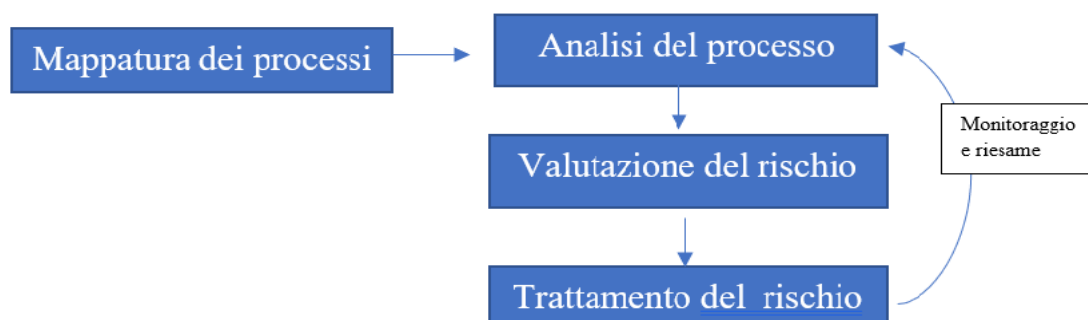 Mappatura dei processi
Analisi del processo
Monitoraggio
e riesame
Valutazione del rischio
Trattamento del  rischio